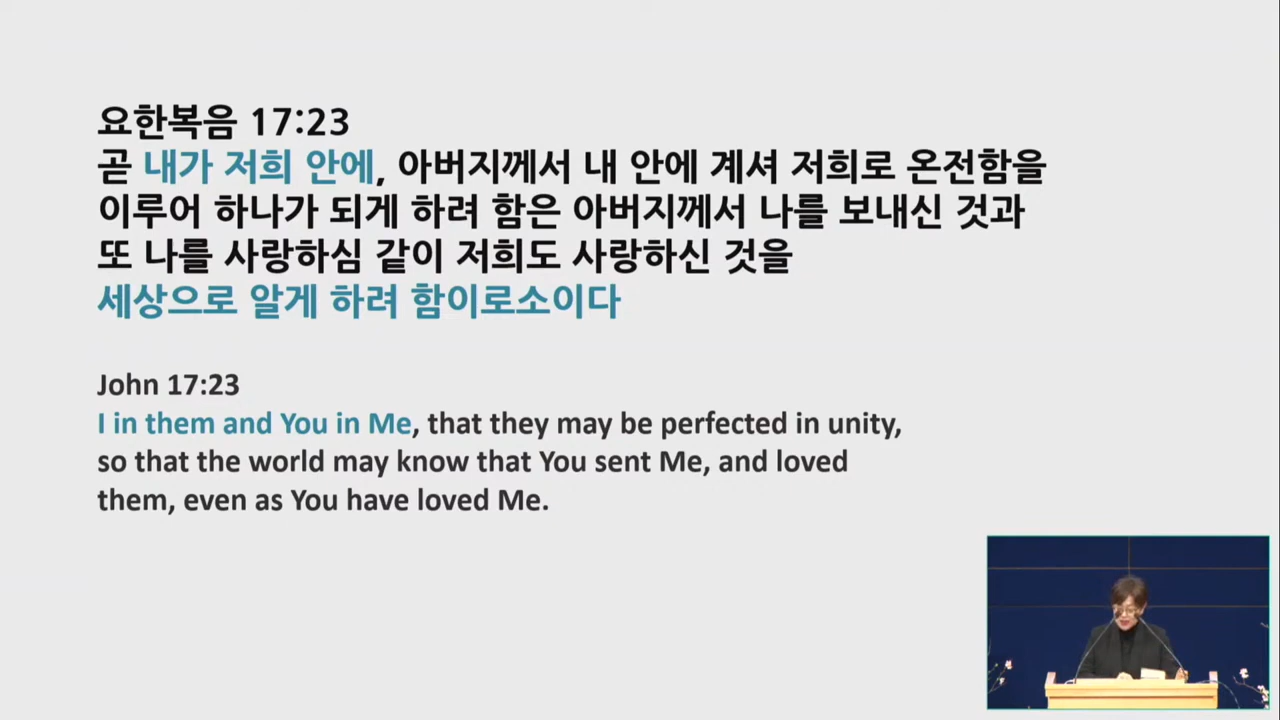 요한복음 17:23
곧 내가 저희 안에, 아버지께서 내 안에 계셔 저희로 온전함을
이루어 하나가 되게 하려 함은 아버지께서 나를 보내신 것과
또 나를 사랑하심 같이 저희도 사랑하신 것을
세상으로 알게 하려 함이로소이다
John 17:23
I in them and You in Me, that they may be perfected in unity,
so that the world may know that You sent Me, and loved
them, even as You have loved Me.